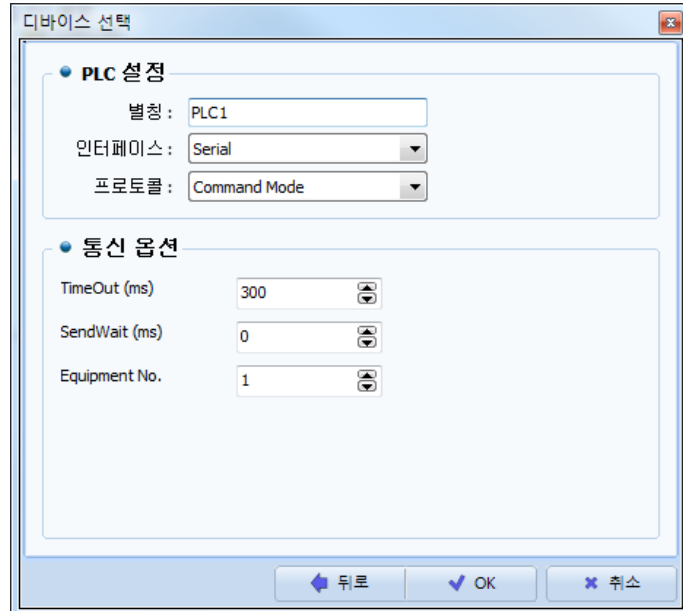 디바이스 선택
PLC 설정
별칭 : PLC1
인터페이스 : Serial
프로토콜 : Command Mode
통신 옵션
TimeOut (ms) 300
SendWait (ms) 0
Equipment No. 1
뒤로 OK 취소